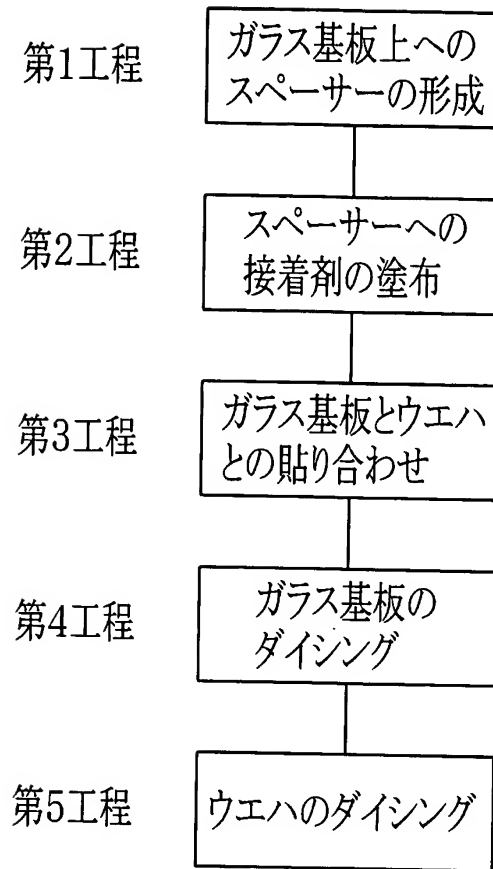 第1工程
ガラス基板上への
スペーサーの形成
第2工程
スペーサーへの
接着剤の塗布
第3工程
ガラス基板とウエハ
との貼り合わせ
第4工程
ガラス基板の
ダイシング
第5工程
ウエハのダイシング